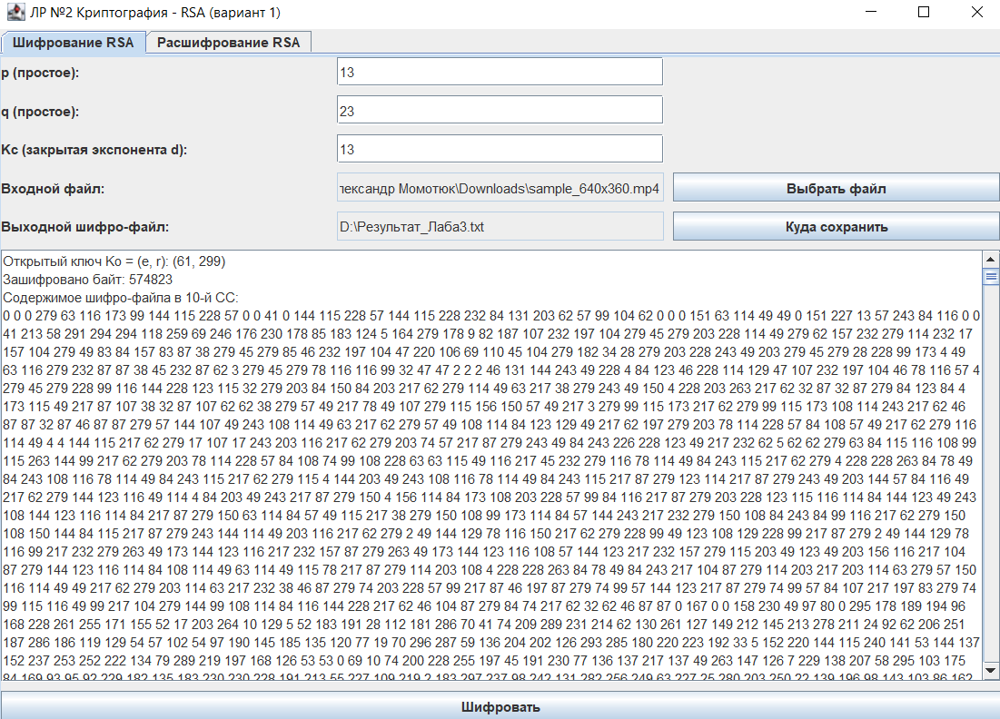 ЛР №2 Криптография - RSA (вариант 1)
Шифрование RSA Расшифрование RSA
p (простое): 13
q (простое): 23
Kc (закрытая экспонента d): 13
Входной файл: лександр Момотюк\Downloads\sample_640x360.mp4 Выбрать файл
Выходной шифро-файл: D:\Результат_Лаба3.txt Куда сохранить
Открытый ключ Ko = (e, r): (61, 299)
Зашифровано байт: 574823
Содержимое шифро-файла в 10-й СС:
0 0 0 279 63 116 173 99 144 115 228 57 0 0 41 0 144 115 228 57 144 115 228 232 84 131 203 62 57 99 104 62 0 0 0 151 63 114 49 49 0 151 227 13 57 243 84 116 0 0
41 213 58 291 294 294 118 259 69 246 176 230 178 85 183 124 5 164 279 178 9 82 187 107 232 197 104 279 45 279 203 228 114 49 279 62 157 232 279 114 232 17
157 104 279 49 83 84 157 83 87 38 279 45 279 85 46 232 197 104 47 220 106 69 110 45 104 279 182 34 28 279 203 228 243 49 203 279 45 279 28 228 99 173 4 49
63 116 279 232 87 87 38 45 232 87 62 3 279 45 279 78 116 116 99 32 47 47 2 2 2 46 131 144 243 49 228 4 84 123 46 228 114 129 47 107 232 197 104 46 78 116 57 4
279 45 279 228 99 116 144 228 123 115 32 279 203 84 150 84 203 217 62 279 114 49 63 217 38 279 243 49 150 4 228 203 263 217 62 32 87 32 87 279 84 123 84 4
173 115 49 217 87 107 38 32 87 107 62 62 38 279 57 49 217 78 49 107 279 115 156 150 57 49 217 3 279 99 115 173 217 62 279 99 115 173 108 114 243 217 62 46
87 87 32 87 46 87 87 279 57 144 107 49 243 108 114 49 63 217 62 279 57 49 108 114 84 123 129 49 217 62 197 279 203 78 114 228 57 84 108 57 49 217 62 279 116
114 49 4 4 144 115 217 62 279 17 107 17 243 203 116 217 62 279 203 74 57 217 87 279 243 49 84 243 226 228 123 49 217 232 62 5 62 62 279 63 84 115 116 108 99
115 263 144 99 217 62 279 203 78 114 228 57 84 108 74 99 108 228 63 63 115 49 116 217 45 232 279 116 78 114 49 84 243 115 217 62 279 4 228 228 263 84 78 49
84 243 108 116 78 114 49 84 243 115 217 62 279 115 4 144 203 49 243 108 116 78 114 49 84 243 115 217 87 279 123 114 217 87 279 243 49 203 144 57 84 116 49
217 62 279 144 123 116 49 114 4 84 203 49 243 217 87 279 150 4 156 114 84 173 108 203 228 57 99 84 116 217 87 279 203 228 123 115 116 114 84 144 123 49 243
108 144 123 116 114 84 217 87 279 150 63 114 84 57 49 115 217 38 279 150 108 99 173 114 84 57 144 243 217 232 279 150 108 84 243 84 99 116 217 62 279 150
108 150 144 84 115 217 87 279 243 144 114 49 203 116 217 62 279 2 49 144 129 78 116 150 217 62 279 228 99 49 123 108 129 228 99 217 87 279 2 49 144 129 78
116 99 217 232 279 263 49 173 144 123 116 217 232 157 87 279 263 49 173 144 123 116 108 57 144 123 217 232 157 279 115 203 49 123 49 203 156 116 217 104
87 279 144 123 116 114 84 108 114 49 63 114 49 115 78 217 87 279 114 203 108 4 228 228 263 84 78 49 84 243 217 104 87 279 114 203 217 203 114 63 279 57 150
116 114 49 49 217 62 279 203 114 63 217 232 38 46 87 279 74 203 228 57 99 217 87 46 197 87 279 74 99 57 144 123 217 87 279 74 99 57 84 107 217 197 83 279 74
99 115 116 49 99 217 104 279 144 99 108 114 84 116 144 228 217 62 46 104 87 279 84 74 217 62 32 62 46 87 87 0 167 0 0 158 230 49 97 80 0 295 178 189 194 96
168 228 261 255 171 155 52 17 203 264 10 129 5 52 183 191 28 112 181 286 70 41 74 209 289 231 214 62 130 261 127 149 212 145 213 278 211 24 92 62 206 251
187 286 186 119 129 54 57 102 54 97 190 145 185 135 120 77 19 70 296 287 59 136 204 202 126 293 285 180 220 223 192 33 5 152 220 144 115 240 141 53 144 137
152 237 253 252 222 134 79 289 219 197 168 126 53 53 0 69 10 74 200 228 255 197 45 191 230 77 136 137 217 137 49 263 147 126 7 229 138 207 58 295 103 175
84 169 93 95 92 229 182 135 183 230 230 228 191 213 55 227 109 219 2 183 297 237 98 242 131 282 256 249 63 227 25 280 203 250 22 139 196 98 143 103 86 162
Шифровать